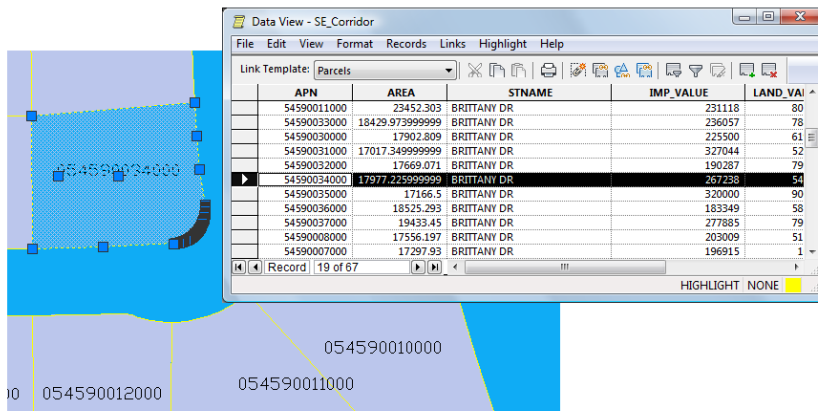 Data View - SE_Corridor
File Edit View Format Records Links Highlight Help
Link Template: Parcels
APN AREA STNAME IMP_VALUE LAND_VAL
54590011000 23452.303 BRITTANY DR 231118 80
54590033000 18429.973999999 BRITTANY DR 236057 78
54590030000 17902.809 BRITTANY DR 225500 61
54590031000 17017.349999999 BRITTANY DR 327044 52
54590032000 17669.071 BRITTANY DR 190287 79
54590034000 17977.225999999 BRITTANY DR 267238 54
54590035000 17166.5 BRITTANY DR 320000 90
54590036000 18525.293 BRITTANY DR 183349 58
54590037000 19433.45 BRITTANY DR 277885 79
54590008000 17556.197 BRITTANY DR 203009 51
54590007000 17297.93 BRITTANY DR 196915 1
Record 19 of 67
HIGHLIGHT NONE
054590034000
054590010000
054590011000
00 054590012000